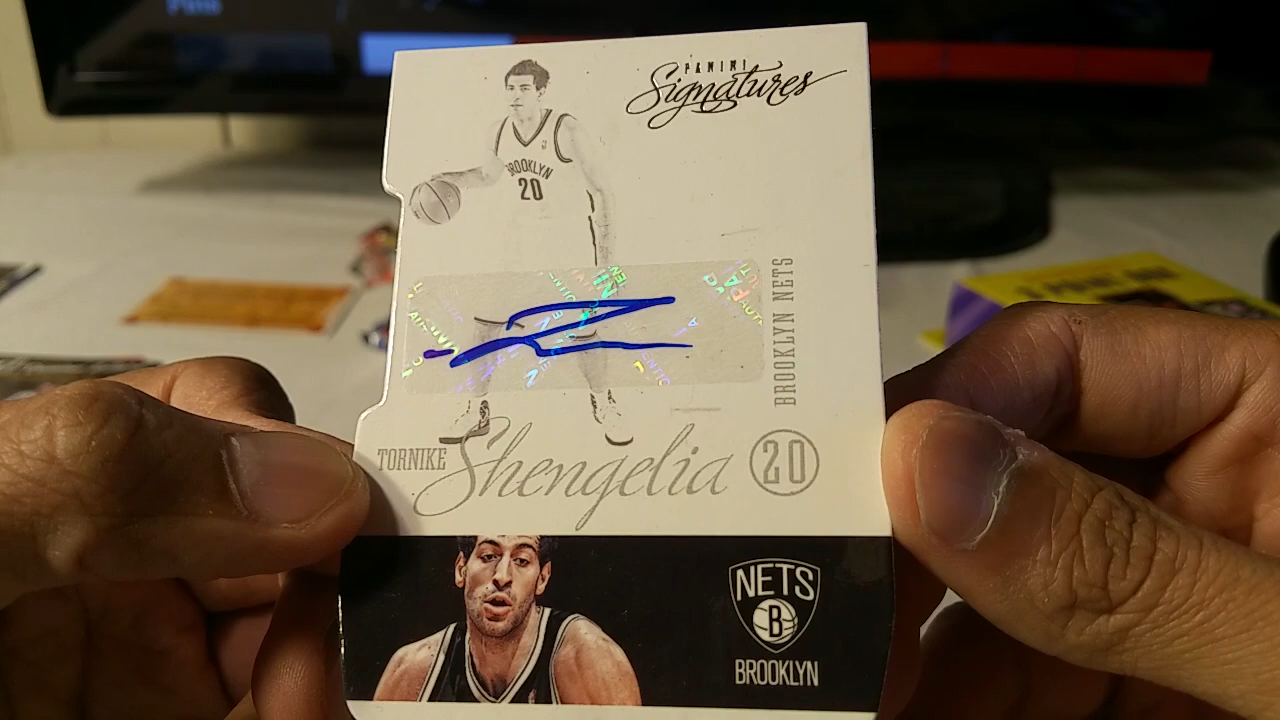 PANINI
Signatures
BROOKLYN
20
BROOKLYN NETS
TORNIKE Shengelia 20
NETS
B
BROOKLYN